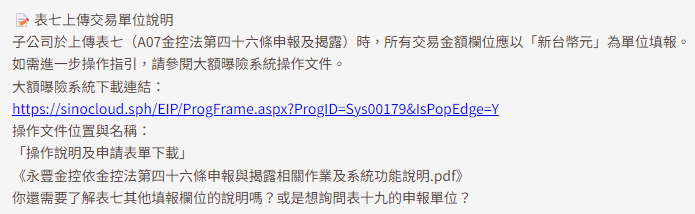 📝 表七上傳交易單位說明
子公司於上傳表七（A07金控法第四十六條申報及揭露）時，所有交易金額欄位應以「新台幣元」為單位填報。
如需進一步操作指引，請參閱大額曝險系統操作文件。
大額曝險系統下載連結：
https://sinocloud.sph/EIP/ProgFrame.aspx?ProgID=Sys00179&IsPopEdge=Y
操作文件位置與名稱：
「操作說明及申請表單下載」
《永豐金控依金控法第四十六條申報與揭露相關作業及系統功能說明.pdf》
你還需要了解表七其他填報欄位的說明嗎？或是想詢問表十九的申報單位？